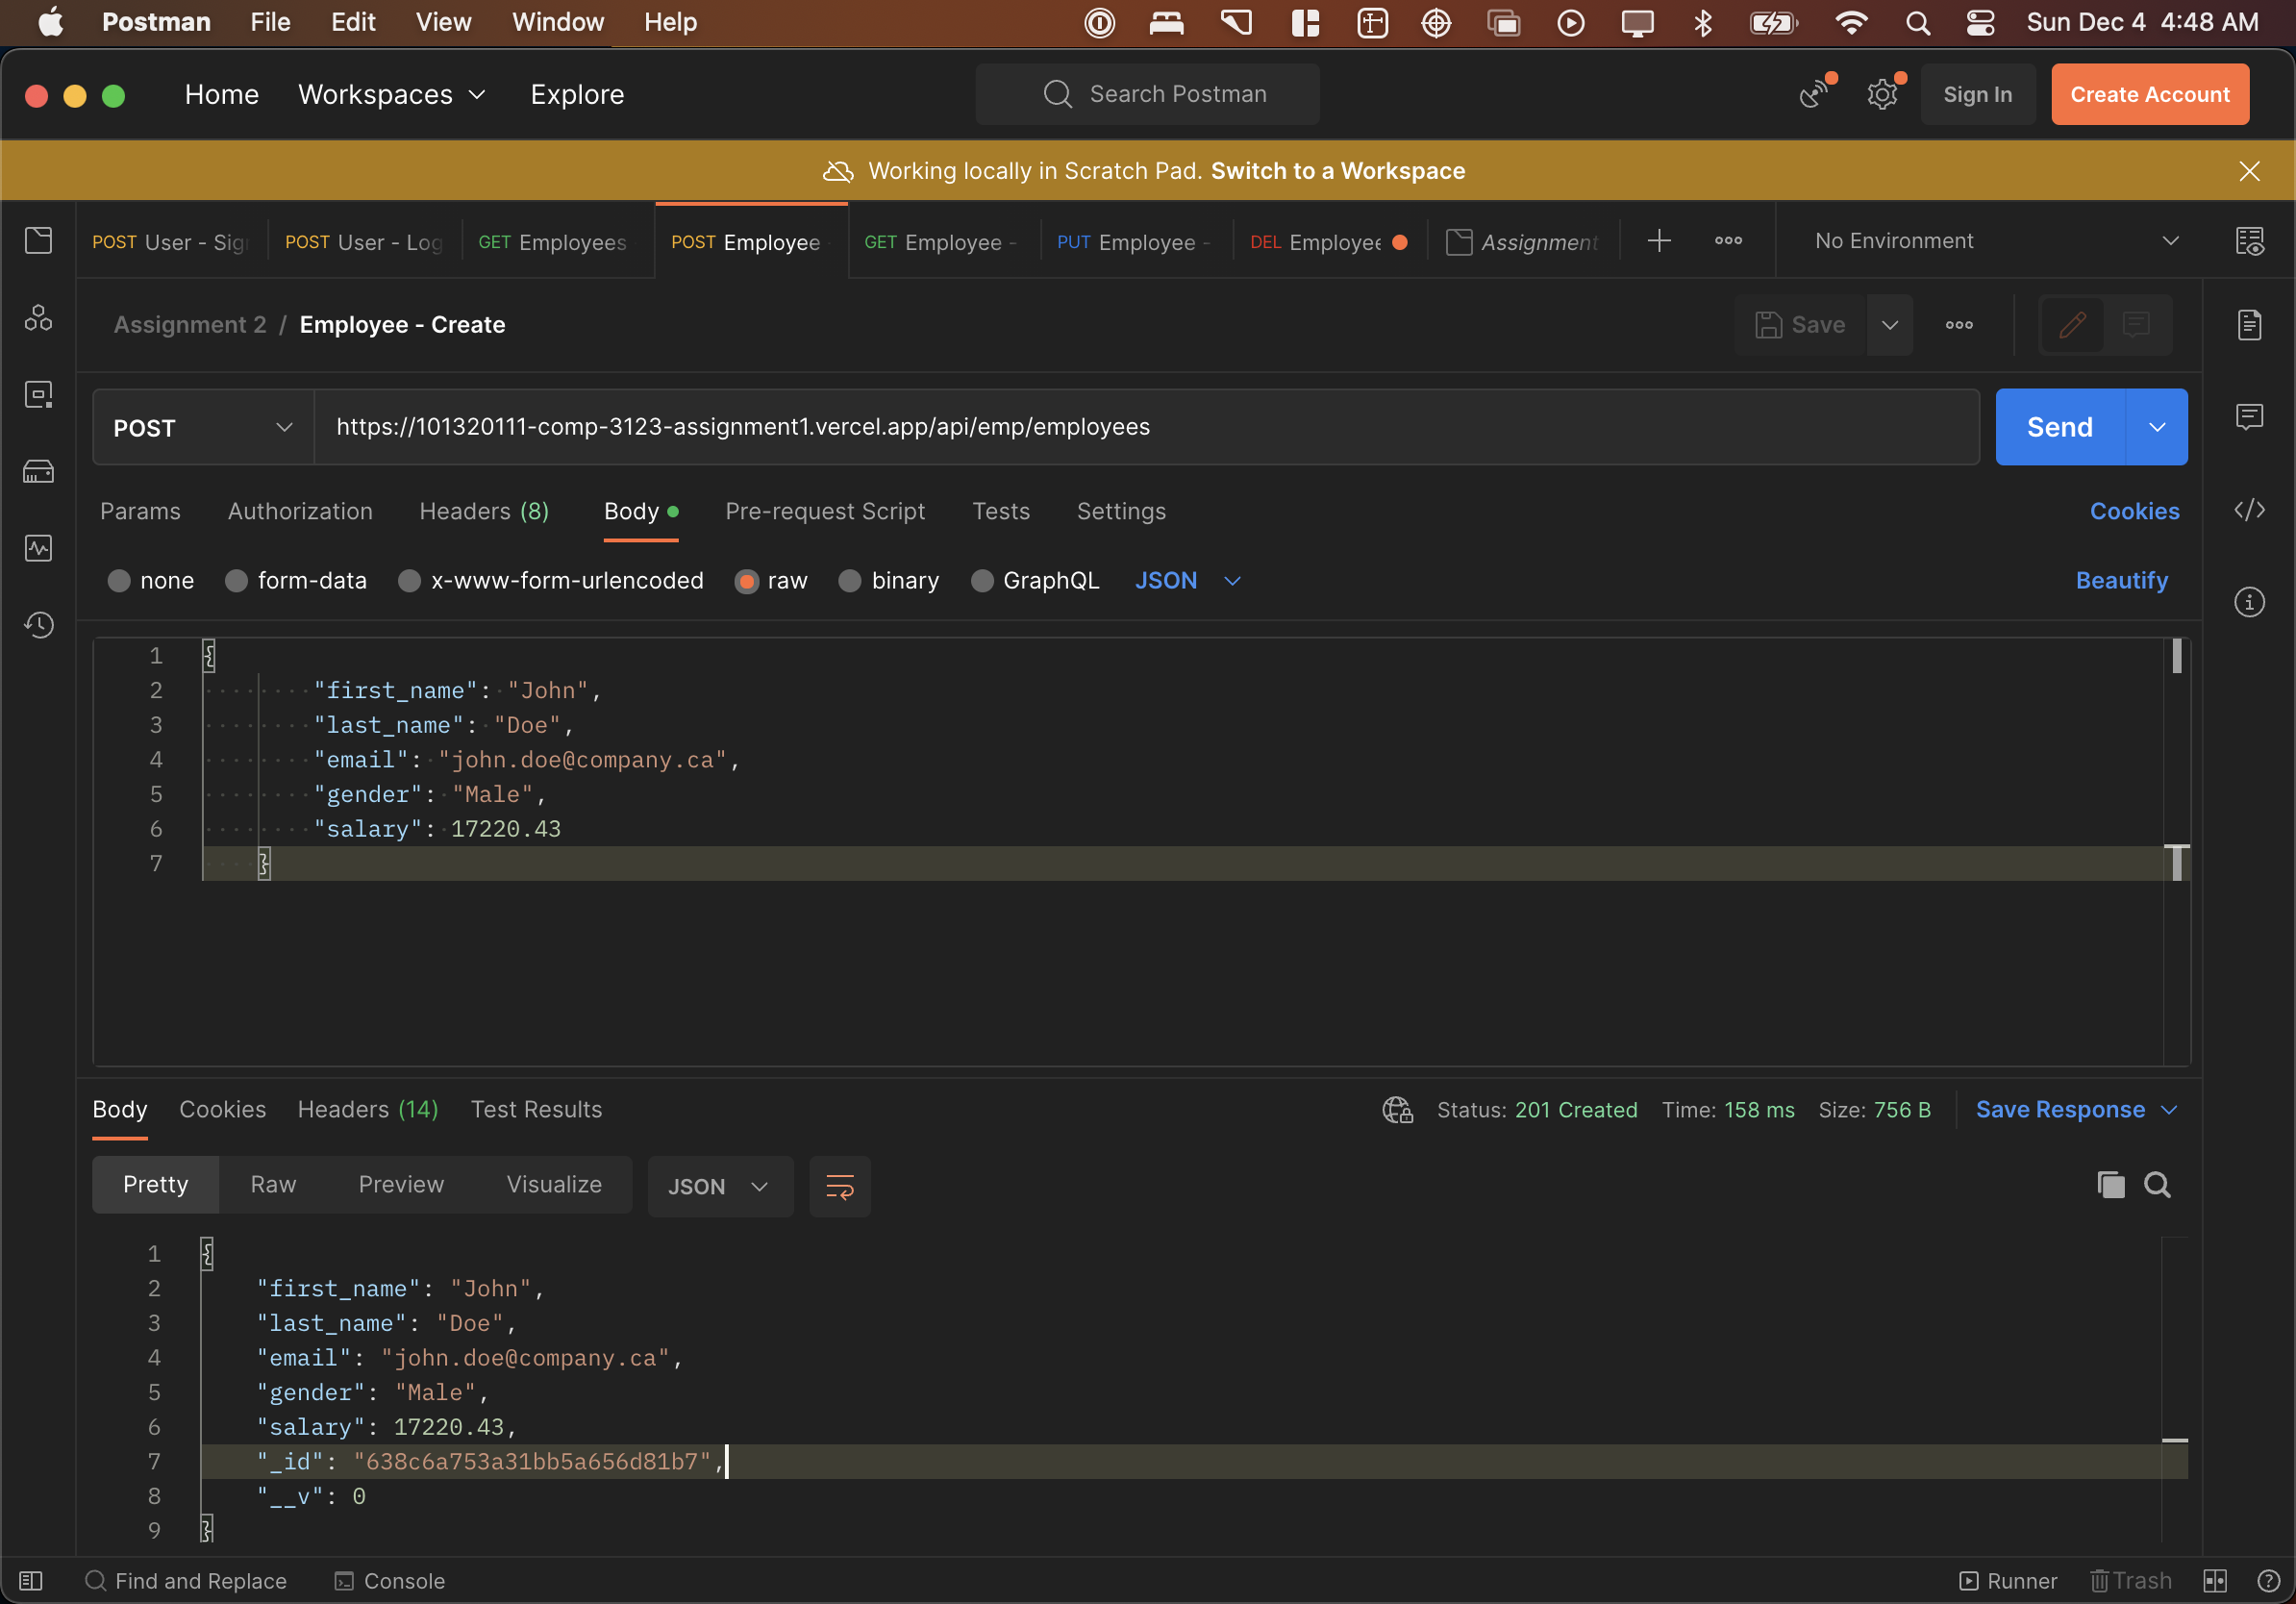 Postman File Edit View Window Help Sun Dec 4 4:48 AM
Home Workspaces Explore Search Postman Sign In Create Account
Working locally in Scratch Pad. Switch to a Workspace
POST User - Sig POST User - Log GET Employees POST Employee GET Employee - PUT Employee - DEL Employee Assignment No Environment
Assignment 2 / Employee - Create Save
POST https://101320111-comp-3123-assignment1.vercel.app/api/emp/employees Send
Params Authorization Headers (8) Body Pre-request Script Tests Settings Cookies
none form-data x-www-form-urlencoded raw binary GraphQL JSON Beautify
1 {
2 "first_name": "John",
3 "last_name": "Doe",
4 "email": "john.doe@company.ca",
5 "gender": "Male",
6 "salary": 17220.43
7 }
Body Cookies Headers (14) Test Results Status: 201 Created Time: 158 ms Size: 756 B Save Response
Pretty Raw Preview Visualize JSON
1 {
2 "first_name": "John",
3 "last_name": "Doe",
4 "email": "john.doe@company.ca",
5 "gender": "Male",
6 "salary": 17220.43,
7 "_id": "638c6a753a31bb5a656d81b7",
8 "__v": 0
9 }
Find and Replace Console Runner Trash